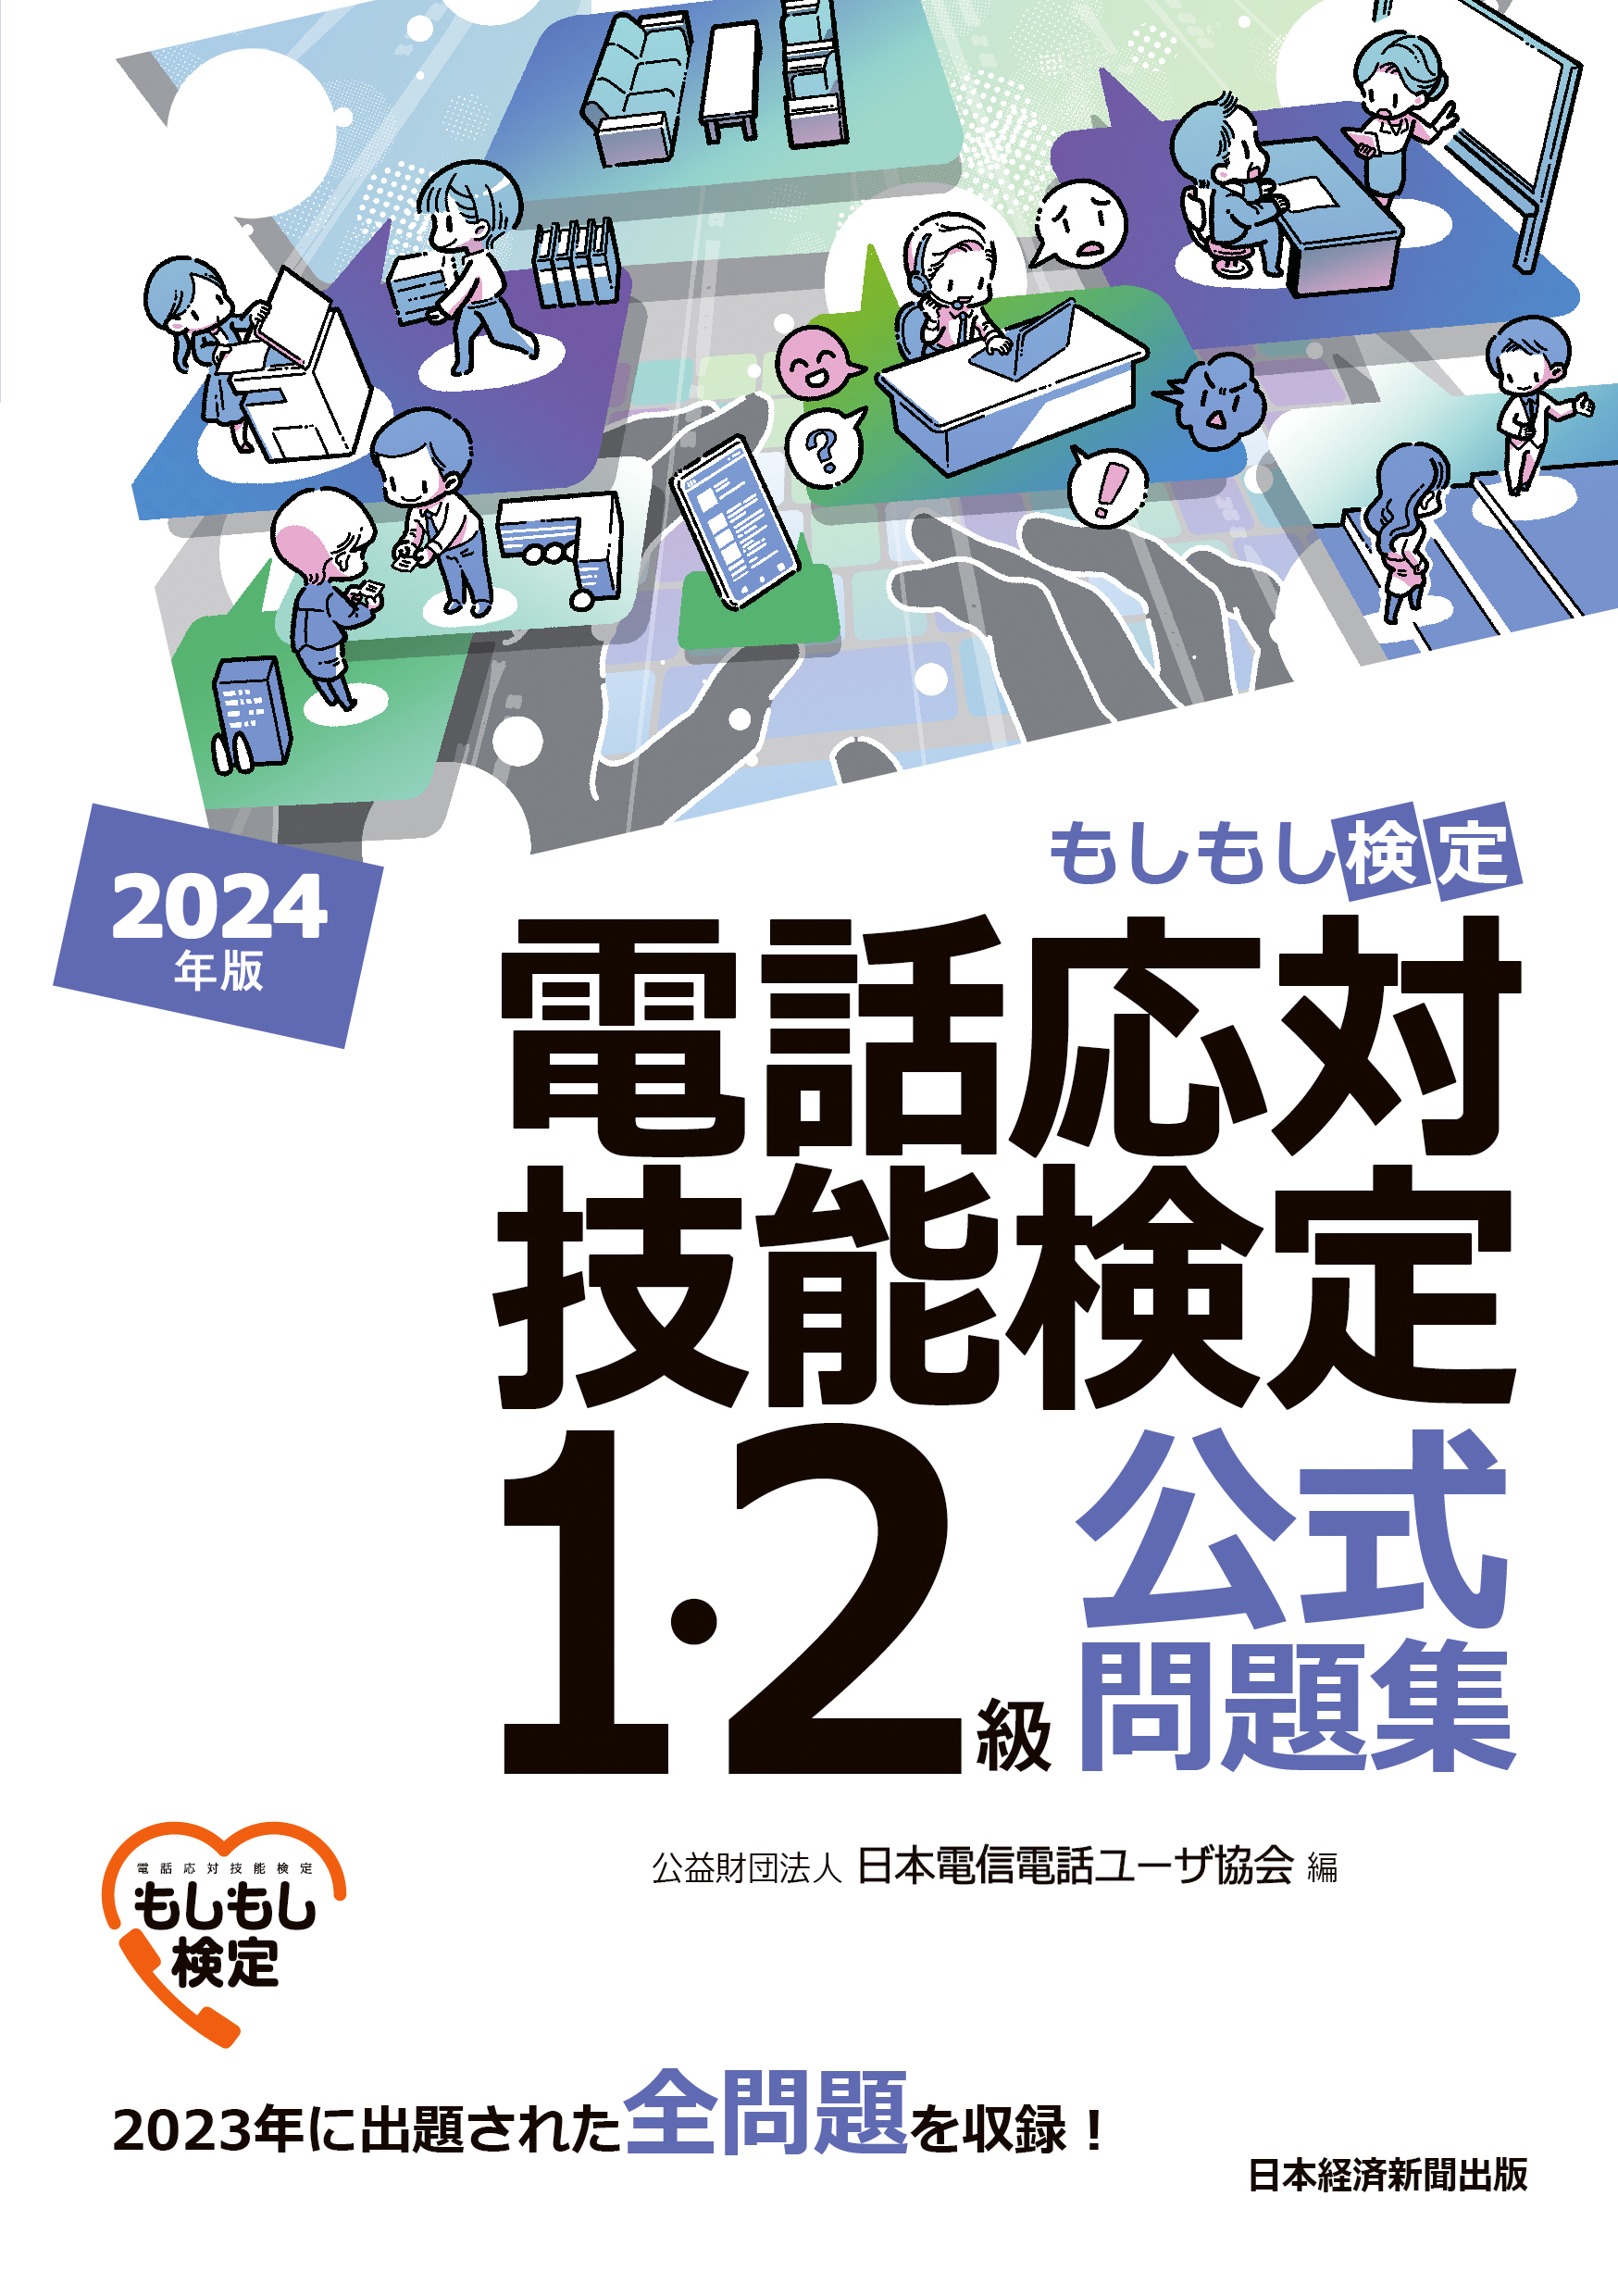 2024
年版
もしもし検定
電話応対
技能検定
1・2級
公式
問題集
公益財団法人 日本電信電話ユーザ協会 編
電話応対技能検定
もしもし
検定
2023年に出題された全問題を収録！
日本経済新聞出版